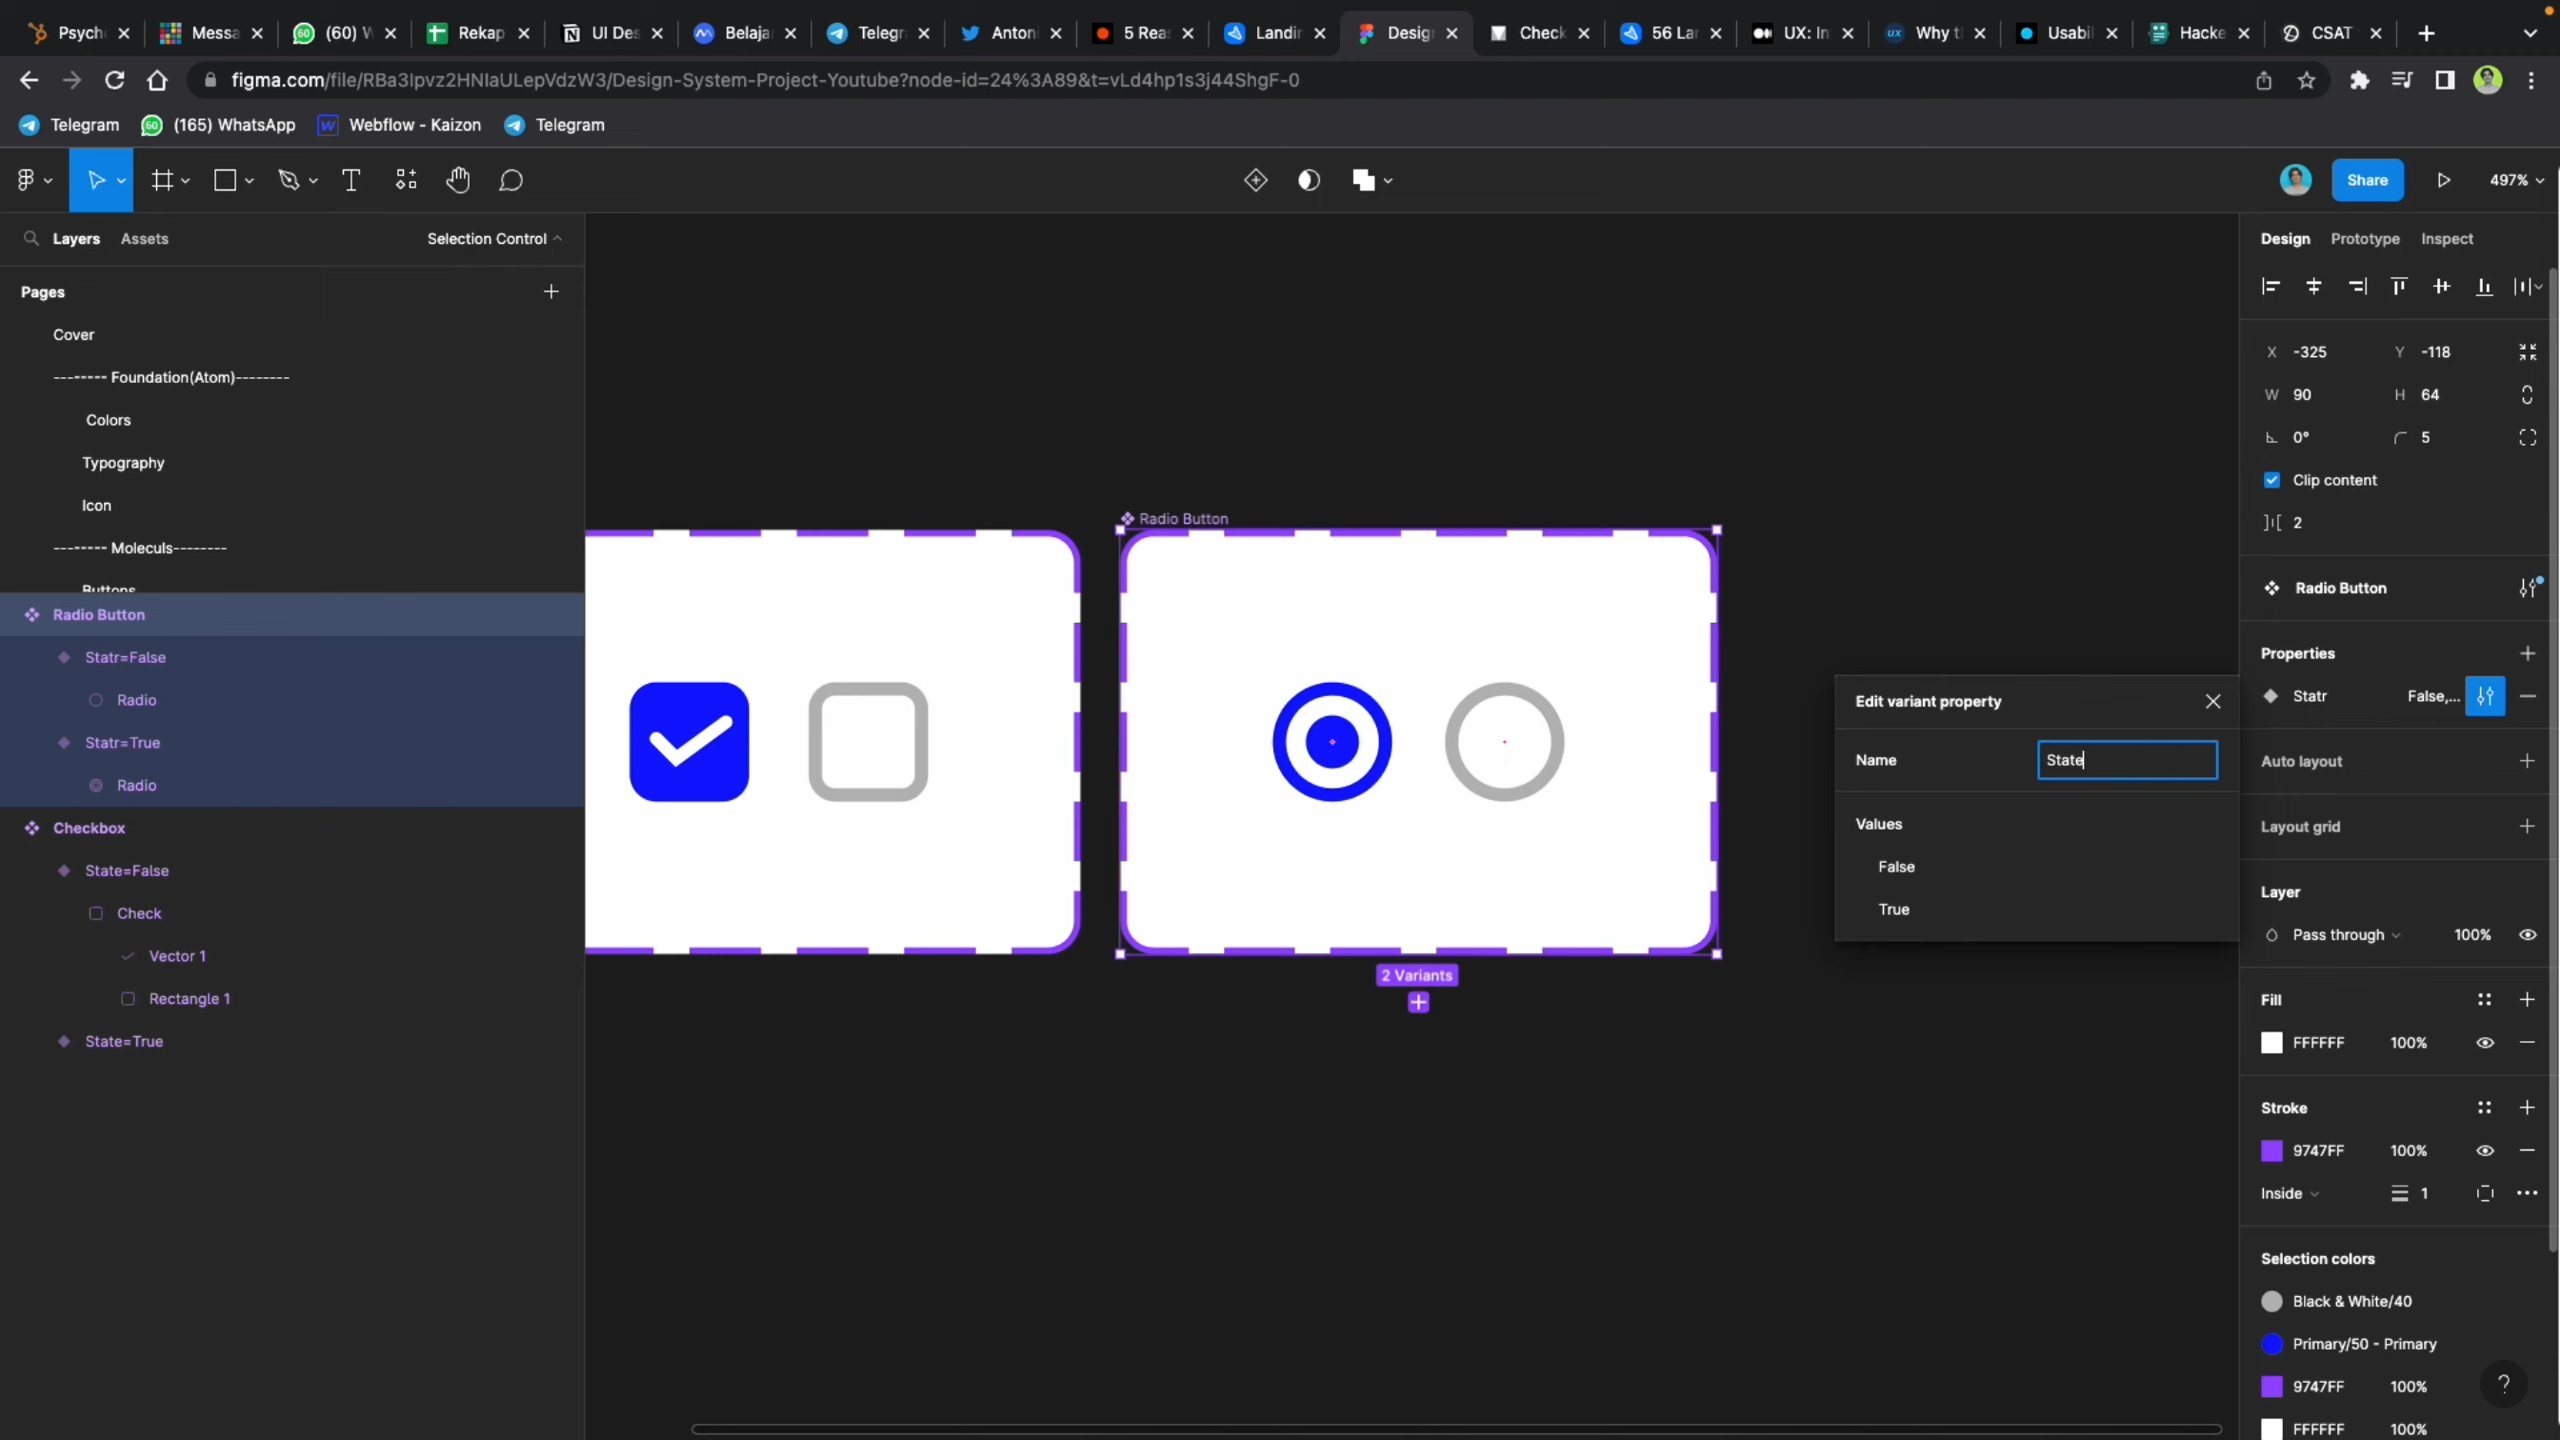 Psych
Messa
(60) W
Rekap
UI Des
Belaja
Telegr
Anton
5 Rea
Landir
Desig
Check
56 Lar
UX: In
Why t
Usabil
Hacke
CSAT
figma.com/file/RBa3lpvz2HNIaULepVdzW3/Design-System-Project-Youtube?node-id=24%3A89&t=vLd4hp1s3j44ShgF-0
Telegram
(165) WhatsApp
Webflow - Kaizon
Telegram
Share
497%
Layers
Assets
Selection Control
Pages
Cover
--------- Foundation(Atom)--------
Colors
Typography
Icon
--------- Moleculs--------
Buttons
Radio Button
Statr=False
Radio
Statr=True
Radio
Checkbox
State=False
Check
Vector 1
Rectangle 1
State=True
Radio Button
2 Variants
Edit variant property
Name
State
Values
False
True
Design
Prototype
Inspect
X -325
Y -118
W 90
H 64
0°
5
Clip content
2
Radio Button
Properties
Statr
False,...
Auto layout
Layout grid
Layer
Pass through
100%
Fill
FFFFFF
100%
Stroke
9747FF
100%
Inside
1
Selection colors
Black & White/40
Primary/50 - Primary
9747FF
100%
FFFFFF
100%
?